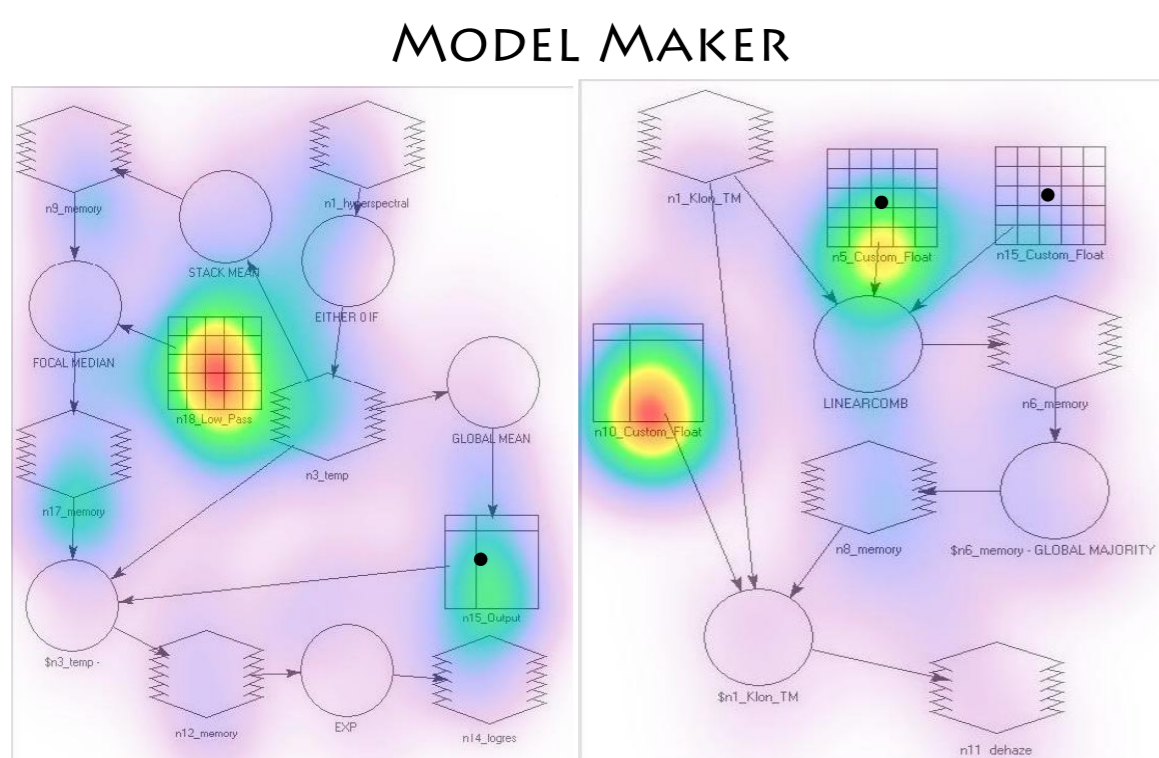 MODEL MAKER
n9_memory
n1_hyperspectral
STACK MEAN
EITHER 0 IF
FOCAL MEDIAN
n18_Low_Pass
GLOBAL MEAN
n3_temp
n17_memory
n15_Output
$n3_temp -
n12_memory
EXP
n14_logres
n1_Klon_TM
n5_Custom_Float
n15_Custom_Float
LINEARCOMB
n6_memory
n10_Custom_Float
n8_memory
$n6_memory - GLOBAL MAJORITY
$n1_Klon_TM
n11_dehaze